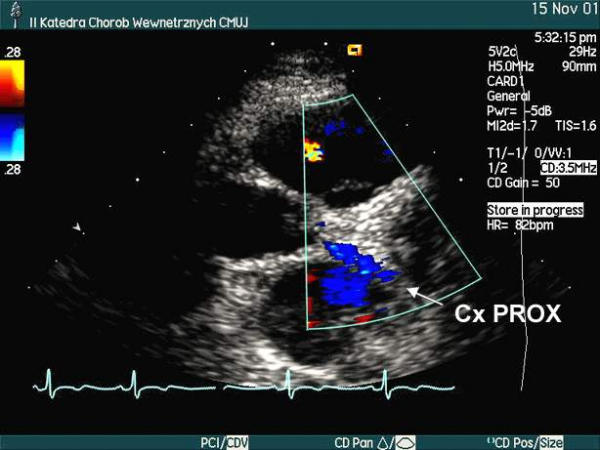 II Katedra Chorob Wewnetrznych CMUJ
15 Nov 01
5:32:15 pm
5V2c 29Hz
H5.0MHz 90mm
CARD1
General
Pwr= -5dB
MI2d=1.7 TIS=1.6
T1/-1/ 0/VV:1
1/2 CD:3.5MHz
CD Gain = 50
Store in progress
HR= 82bpm
.28
.28
Cx PROX
PCI/CDV
CD Pan
CD Pos/Size